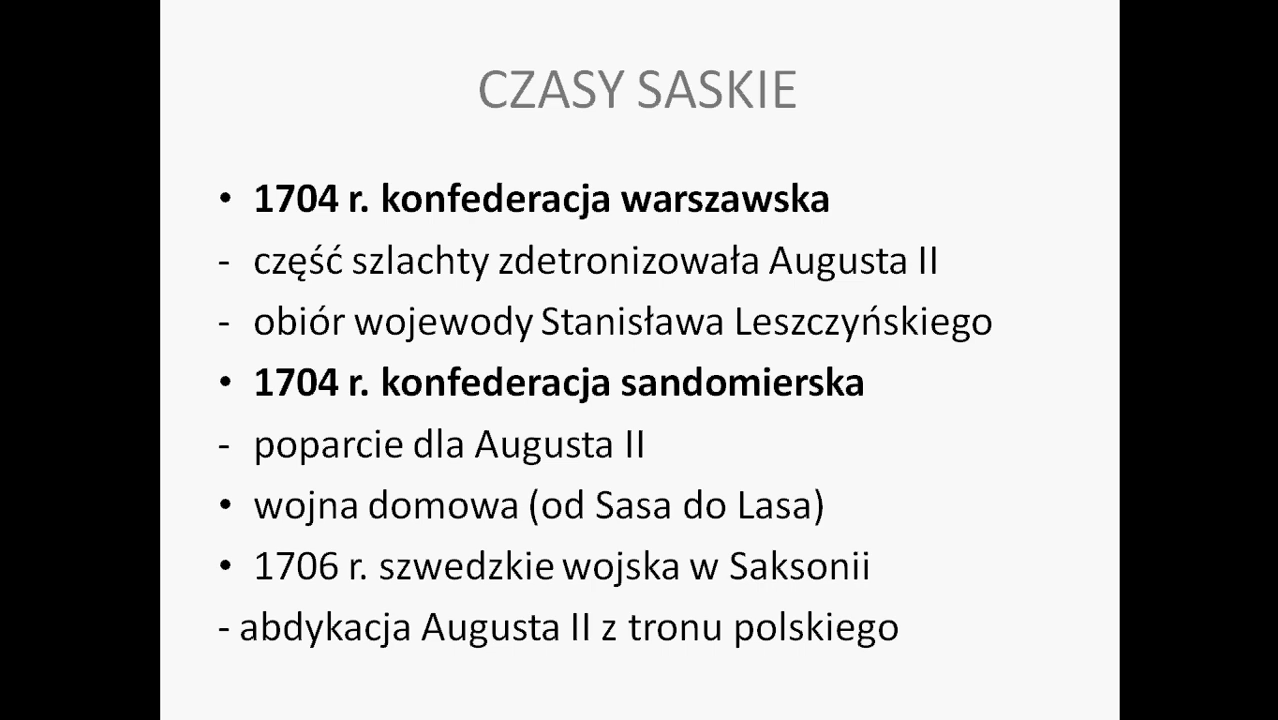 CZASY SASKIE
• 1704 r. konfederacja warszawska
- część szlachty zdetronizowała Augusta II
- obiór wojewody Stanisława Leszczyńskiego
• 1704 r. konfederacja sandomierska
- poparcie dla Augusta II
• wojna domowa (od Sasa do Lasa)
• 1706 r. szwedzkie wojska w Saksonii
- abdykacja Augusta II z tronu polskiego